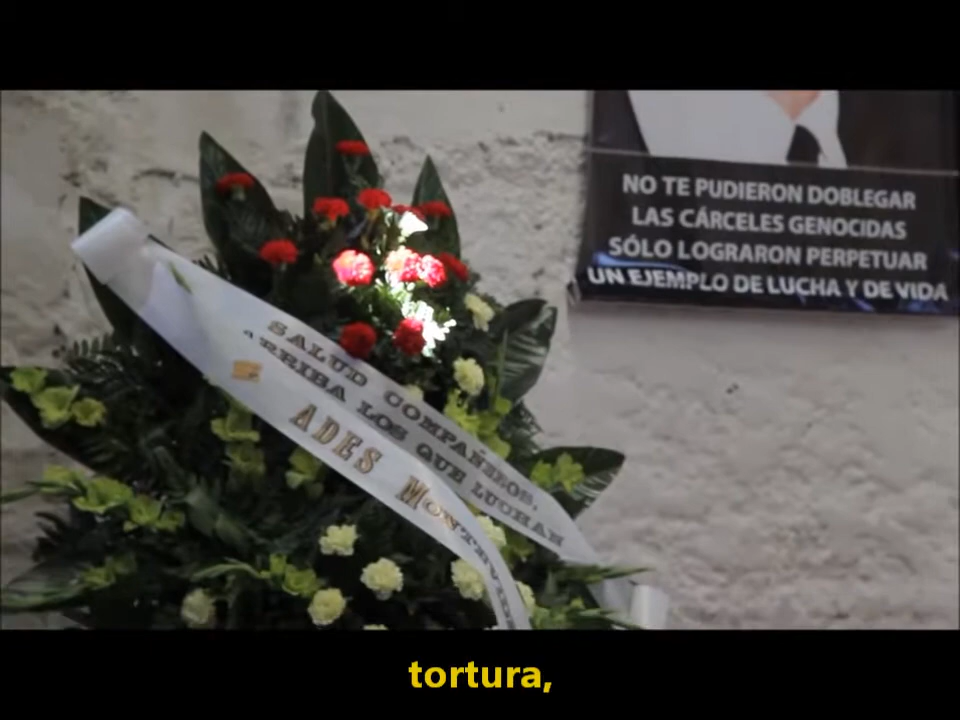 NO TE PUDIERON DOBLEGAR
LAS CÁRCELES GENOCIDAS
SÓLO LOGRARON PERPETUAR
UN EJEMPLO DE LUCHA Y DE VIDA
SALUD COMPAÑEROS,
ARRIBA LOS QUE LUCHAN
ADES
tortura,